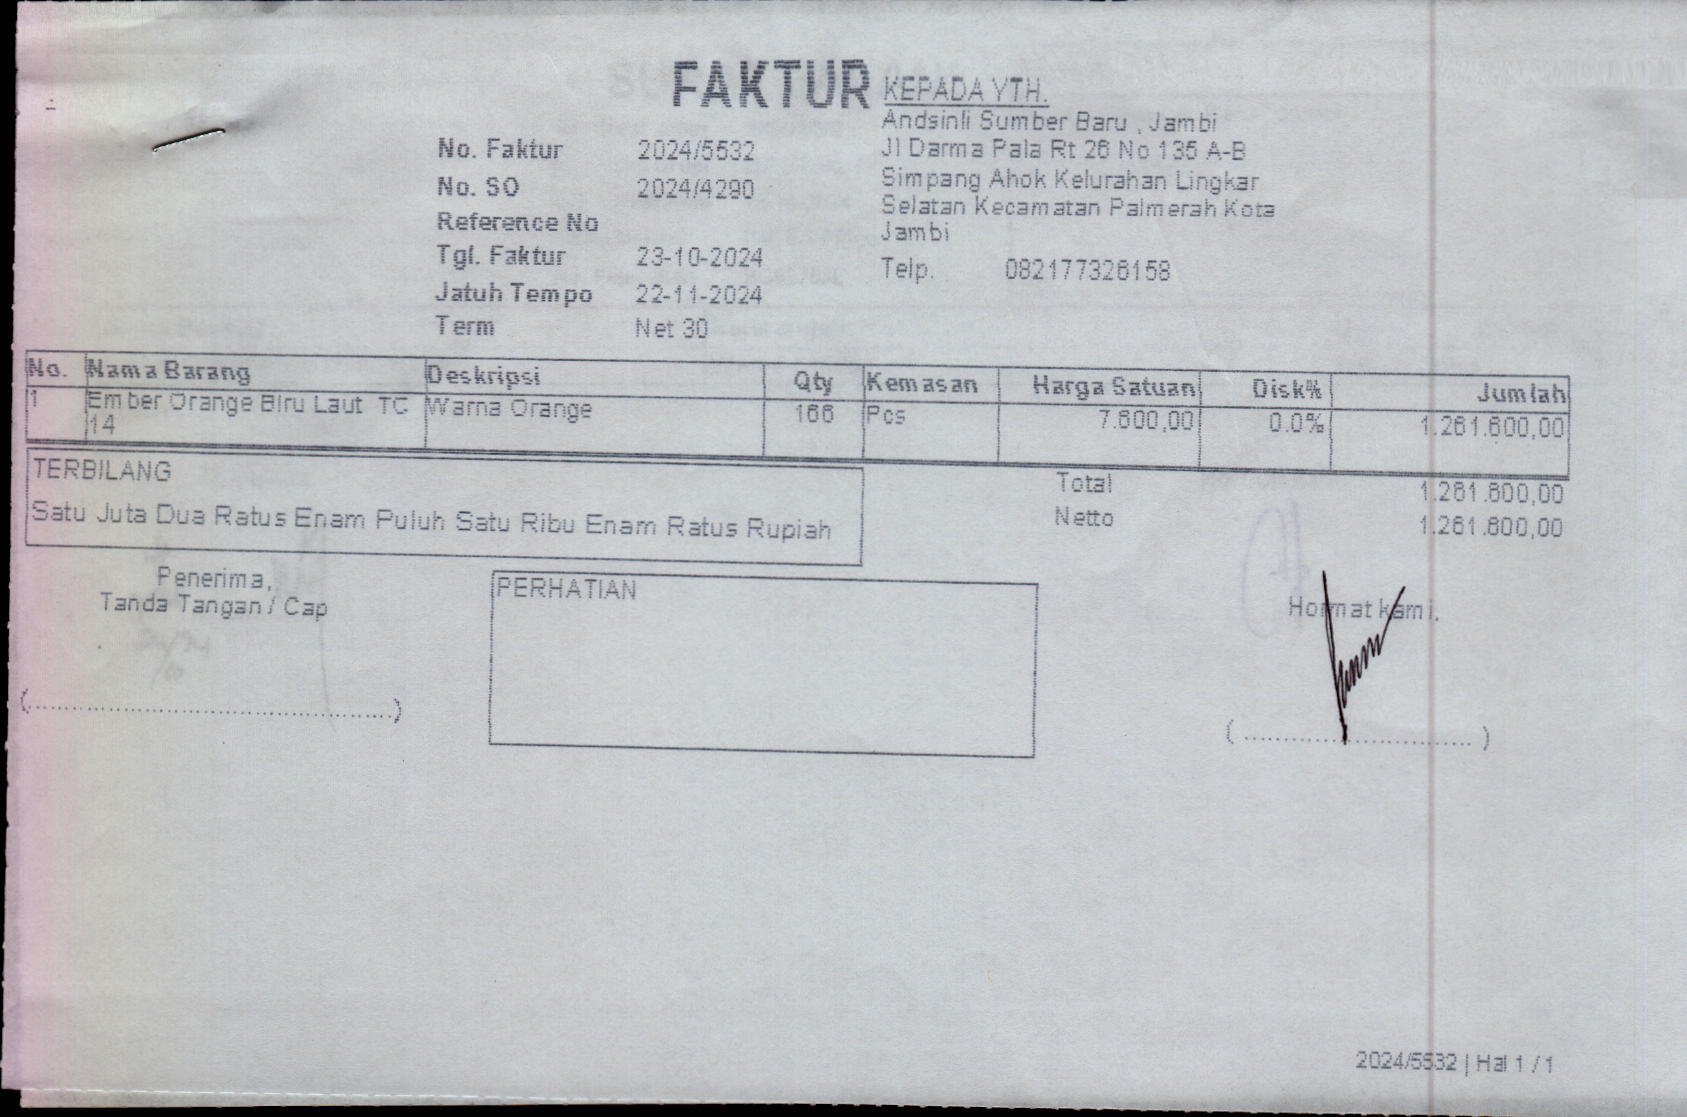 FAKTUR
No. Faktur 2024/5532
No. SO 2024/4290
Reference No
Tgl. Faktur 23-10-2024
Jatuh Tempo 22-11-2024
Term Net 30
KEPADA YTH.
Andsinli Sumber Baru , Jambi
Jl Darma Pala Rt 26 No 135 A-B
Simpang Ahok Kelurahan Lingkar
Selatan Kecamatan Palmerah Kota
Jambi
Telp. 082177326158
No. Nama Barang Deskripsi Qty Kemasan Harga Satuan Disk% Jumlah
1 Ember Orange Biru Laut TC Warna Orange 166 Pcs 7.600,00 0.0% 1.261.600,00
14
TERBILANG
Satu Juta Dua Ratus Enam Puluh Satu Ribu Enam Ratus Rupiah
Total 1.261.600,00
Netto 1.261.600,00
Penerima,
Tanda Tangan / Cap
(..................................................)
PERHATIAN
Hormat kami,
( ................................ )
2024/5532 | Hal 1 / 1